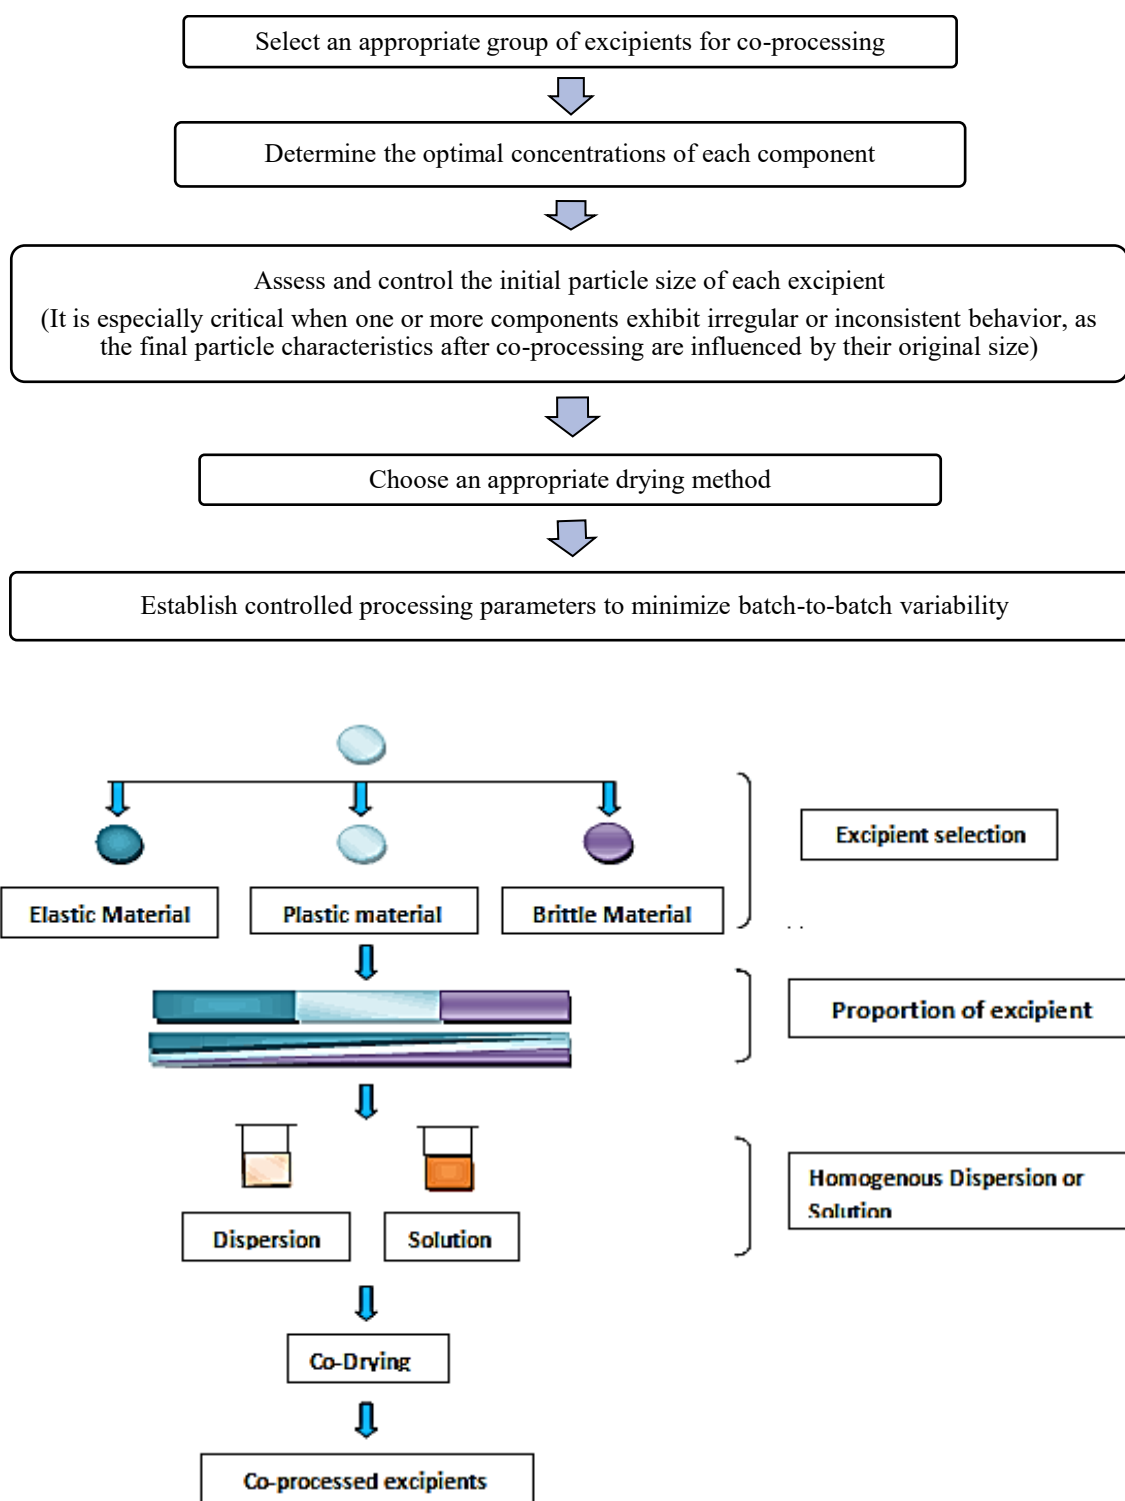 Select an appropriate group of excipients for co-processing
Determine the optimal concentrations of each component
Assess and control the initial particle size of each excipient
(It is especially critical when one or more components exhibit irregular or inconsistent behavior, as
the final particle characteristics after co-processing are influenced by their original size)
Choose an appropriate drying method
Establish controlled processing parameters to minimize batch-to-batch variability
Excipient selection
Elastic Material
Plastic material
Brittle Material
Proportion of excipient
Homogenous Dispersion or
Solution
Dispersion
Solution
Co-Drying
Co-processed excipients